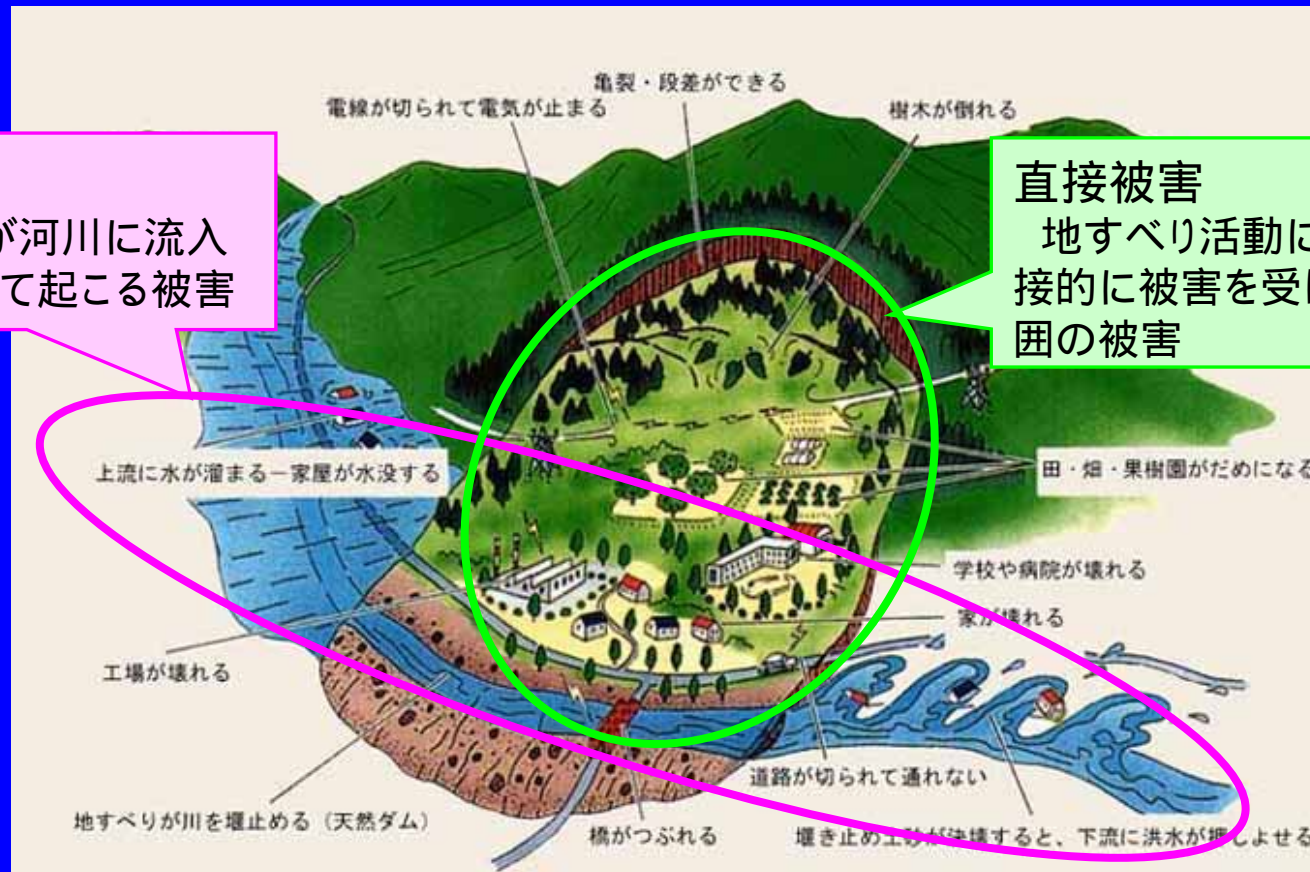 亀裂・段差ができる
電線が切られて電気が止まる
樹木が倒れる
が河川に流入
て起こる被害
直接被害
地すべり活動に
接的に被害を受
囲の被害
上流に水が溜まる－家屋が水没する
田・畑・果樹園がだめになる
学校や病院が壊れる
家が壊れる
工場が壊れる
道路が切られて通れない
地すべりが川を堰止める（天然ダム）
橋がつぶれる
堰き止め土砂が決壊すると、下流に洪水が押しよせる